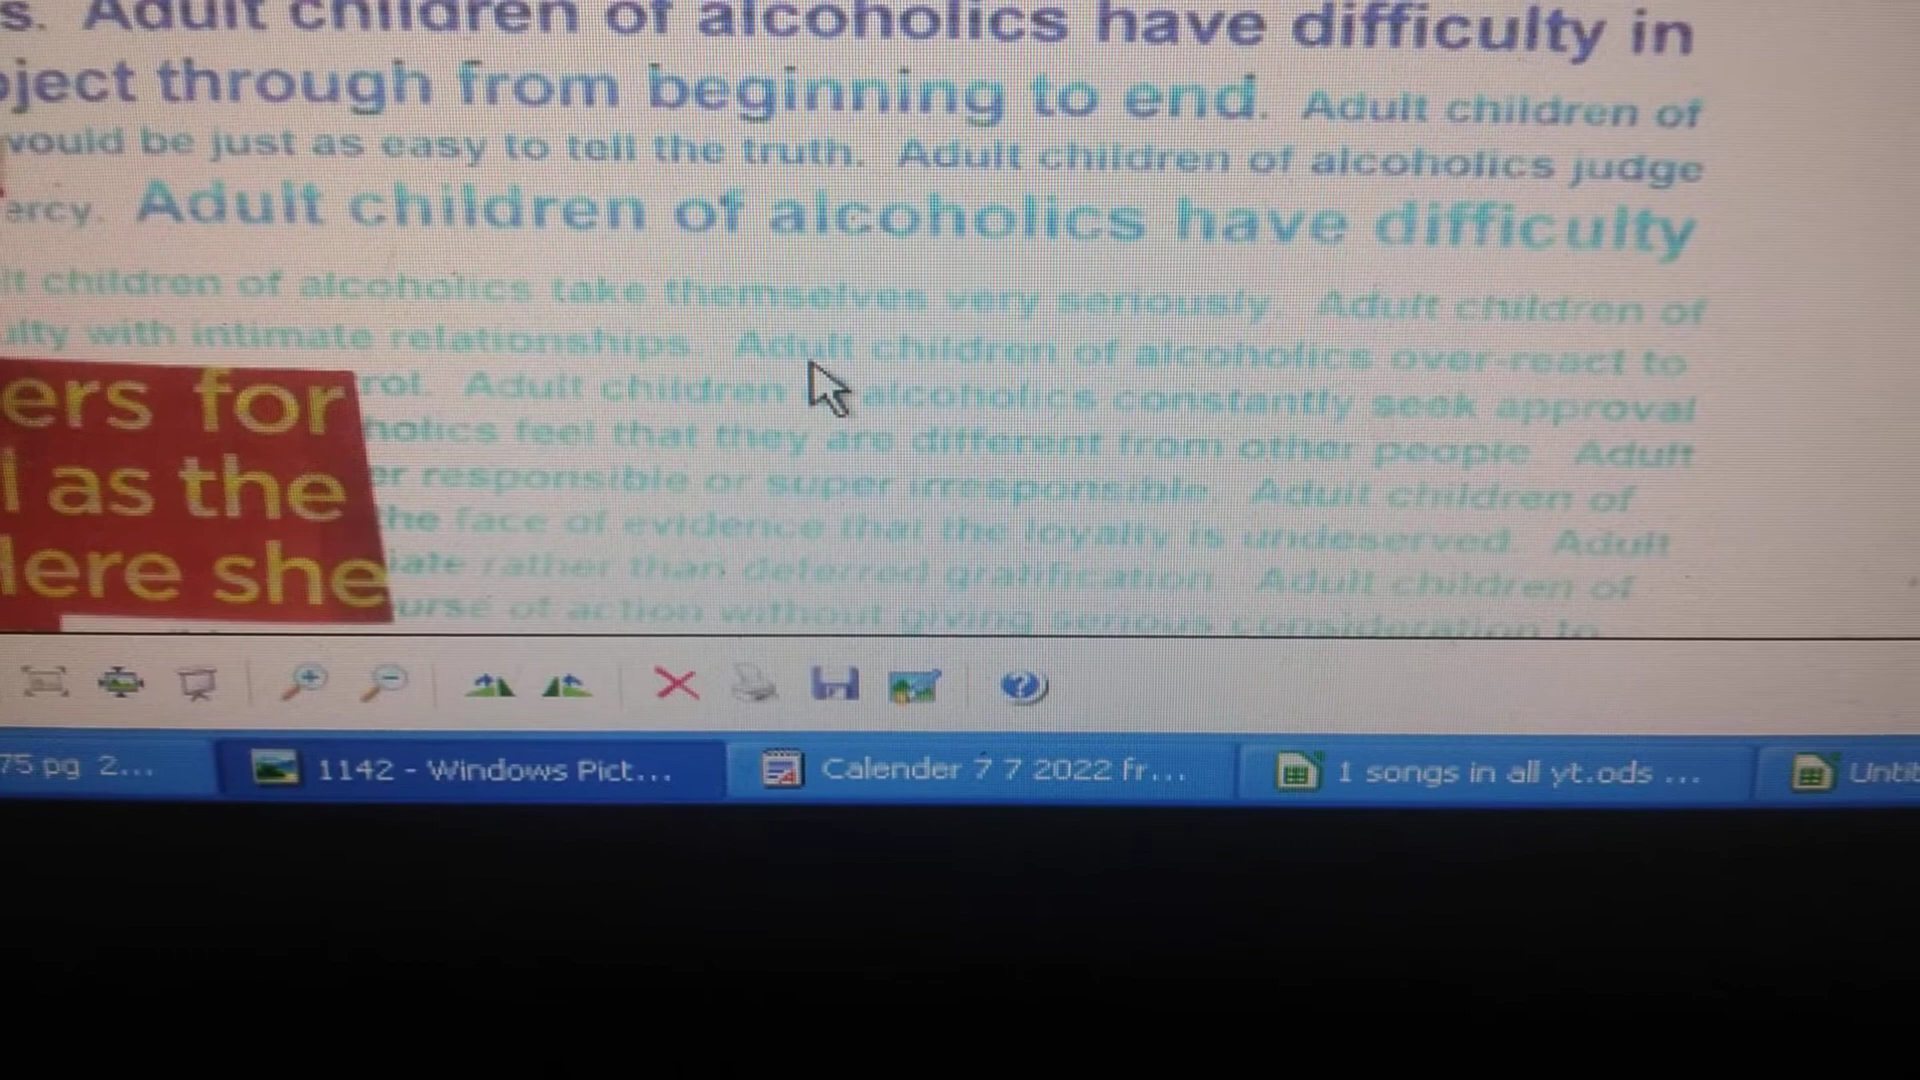 s. Adult children of alcoholics have difficulty in
oject through from beginning to end. Adult children of
would be just as easy to tell the truth. Adult children of alcoholics judge
ercy. Adult children of alcoholics have difficulty
lt children of alcoholics take themselves very seriously. Adult children of
ulty with intimate relationships. Adult children of alcoholics over-react to
rol. Adult children alcoholics constantly seek approval
holics feel that they are different from other people. Adult
er responsible or super irresponsible. Adult children of
he face of evidence that the loyalty is undeserved. Adult
iate rather than deferred gratification. Adult children of
urse of action without giving serious consideration to
ers for
l as the
Here she
75 pg 2...
1142 - Windows Pict...
Calender 7 7 2022 fr...
1 songs in all yt.ods ...
Untit